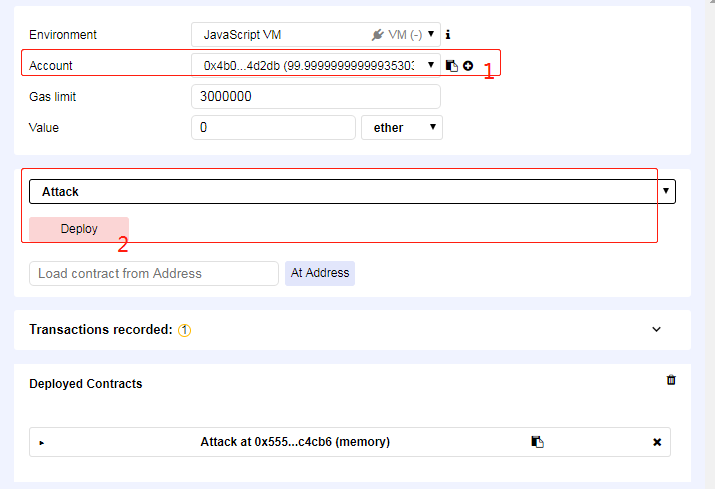 Environment JavaScript VM VM (-) i
Account 0x4b0...4d2db (99.9999999999935303 1
Gas limit 3000000
Value 0 ether
Attack
Deploy 2
Load contract from Address At Address
Transactions recorded: 1
Deployed Contracts
Attack at 0x555...c4cb6 (memory)